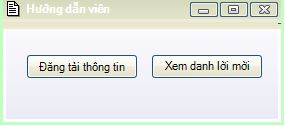 Hướng dẫn viên
Đăng tải thông tin
Xem danh lời mời